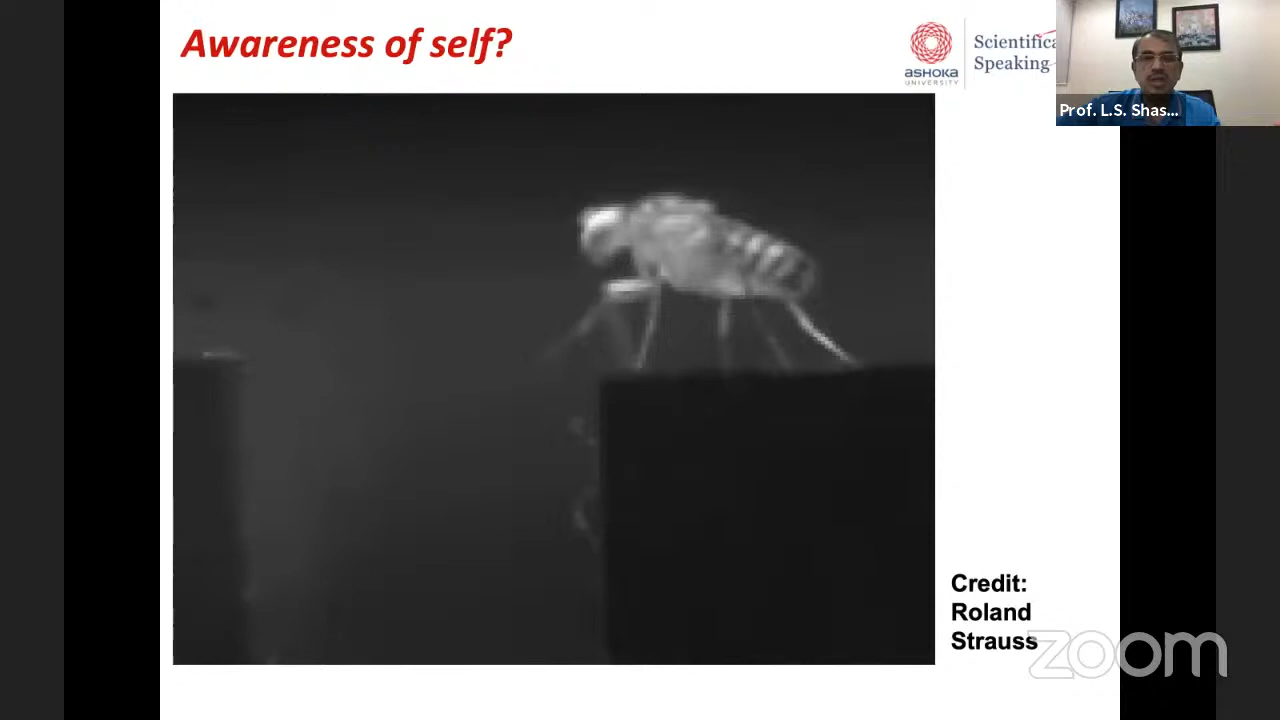 Awareness of self?
ASHOKA
UNIVERSITY
Scientifica
Speaking
Prof. L.S. Shas...
Credit:
Roland
Strauss
zoom